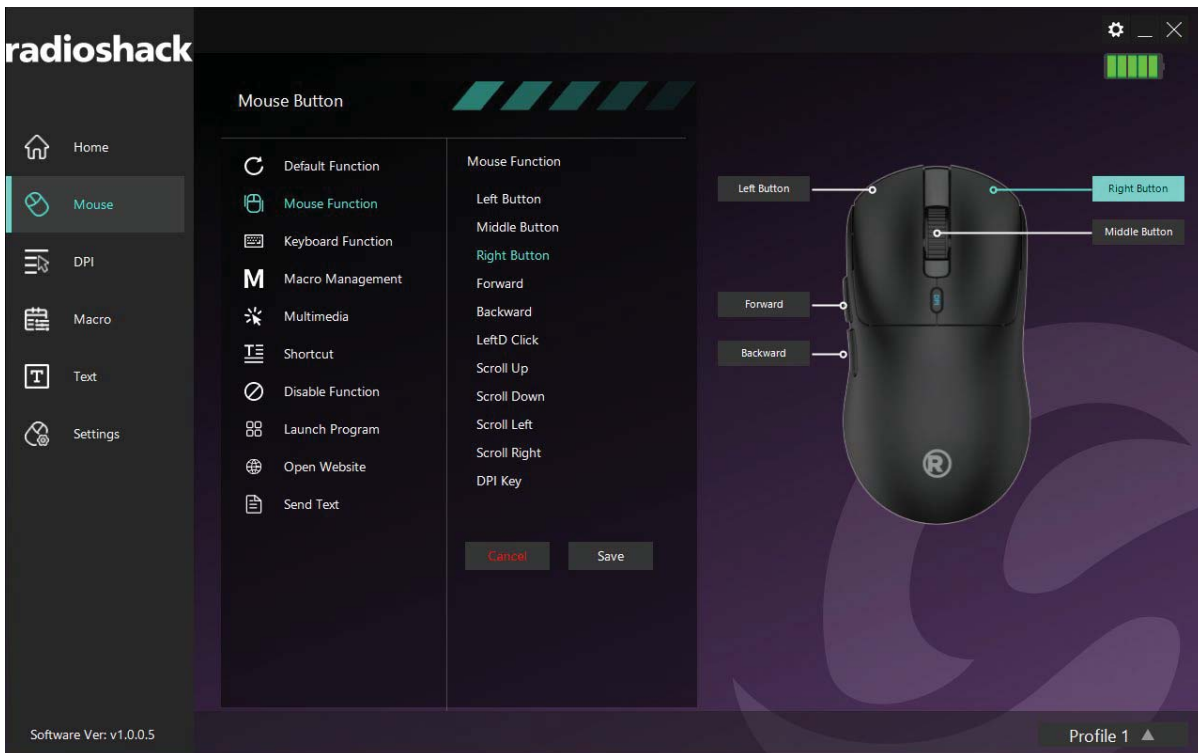 radioshack
Home
Mouse
DPI
Macro
Text
Settings
Software Ver: v1.0.0.5
Mouse Button
Default Function
Mouse Function
Keyboard Function
M Macro Management
Multimedia
Shortcut
Disable Function
Launch Program
Open Website
Send Text
Mouse Function
Left Button
Middle Button
Right Button
Forward
Backward
LeftD Click
Scroll Up
Scroll Down
Scroll Left
Scroll Right
DPI Key
Cancel Save
Left Button
Right Button
Middle Button
Forward
Backward
R
Profile 1